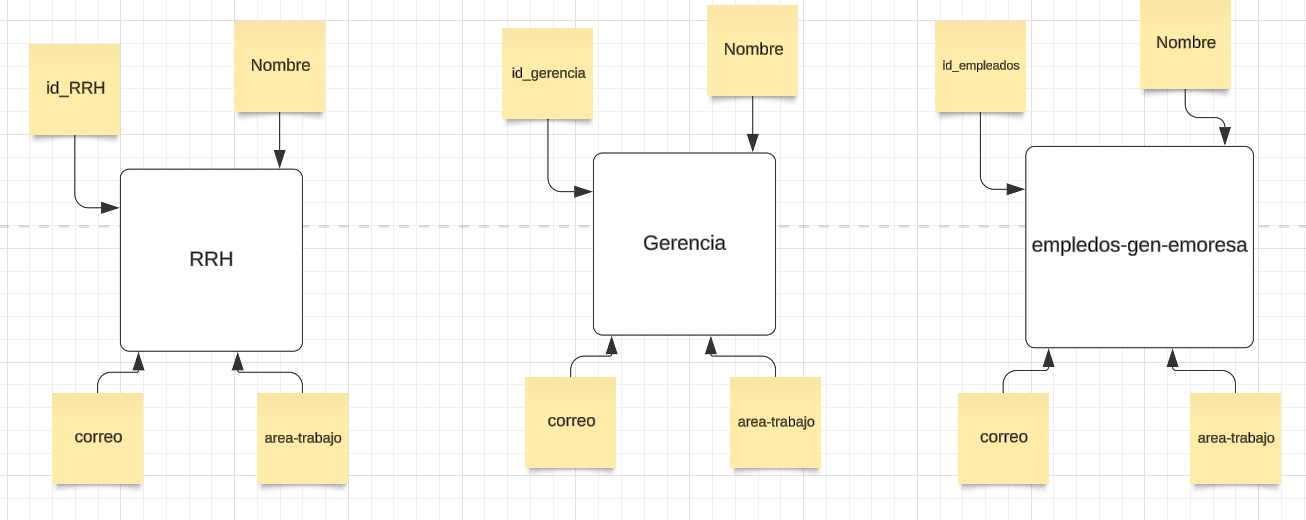 id_RRH
Nombre
RRH
correo
area-trabajo
id_gerencia
Nombre
Gerencia
correo
area-trabajo
id_empleados
Nombre
empledos-gen-emoresa
correo
area-trabajo